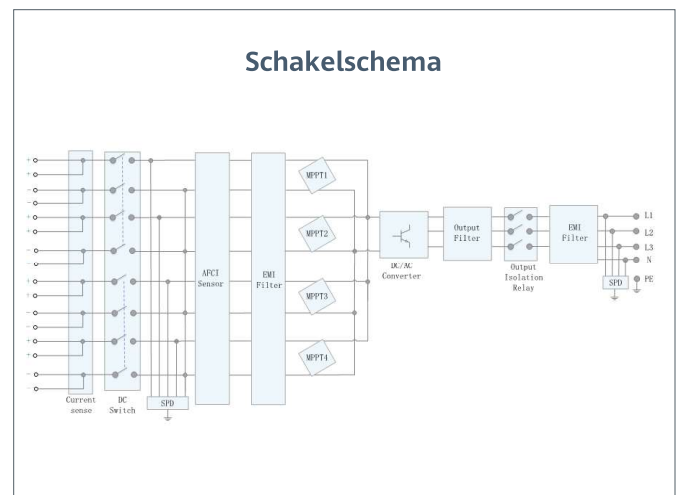 Schakelschema
+
+
-
-
+
+
-
-
+
+
-
-
+
+
-
-
Current
sense
DC
Switch
SPD
AFCI
Sensor
EMI
Filter
MPPT1
MPPT2
MPPT3
MPPT4
DC/AC
Converter
Output
Filter
Output
Isolation
Relay
EMI
Filter
L1
L2
L3
N
PE
SPD